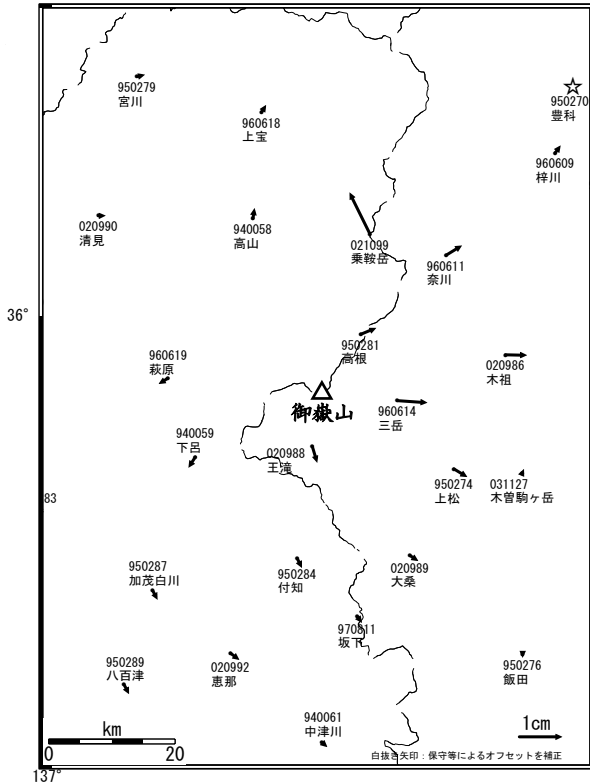 950279
宮川
950270
豊科
960618
上宝
960609
梓川
020990
清見
940058
高山
021099
乗鞍岳
960611
奈川
36°
950281
高根
960619
萩原
020986
木祖
御嶽山
960614
三岳
940059
下呂
020988
王滝
950274
上松
031127
木曽駒ヶ岳
83
950287
加茂白川
950284
付知
020989
大桑
970811
坂下
950289
八百津
020992
恵那
950276
飯田
940061
中津川
km
0 20
1cm
白抜き矢印：保守等によるオフセットを補正
137°